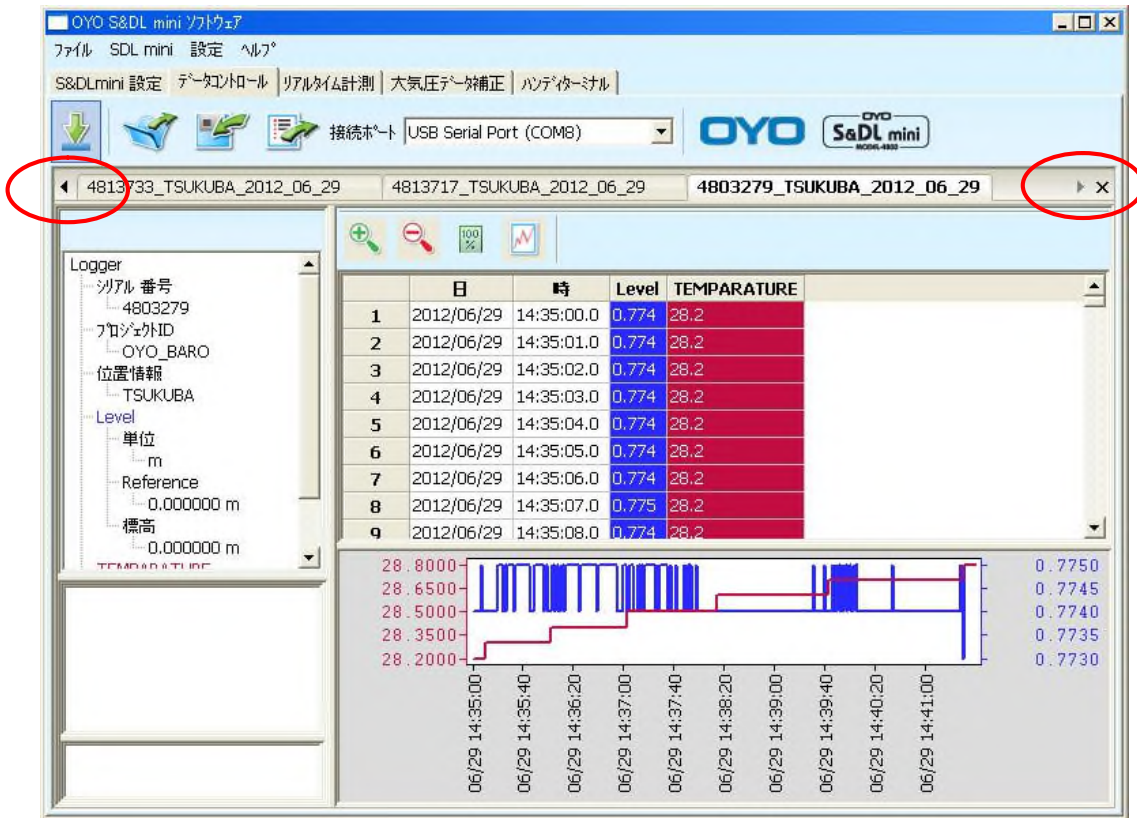 OYO S&DL mini ソフトウェア
ファイル SDL mini 設定 ヘルプ
S&DLmini 設定 データコントロール リアルタイム計測 大気圧データ補正 ハンディターミナル
接続ポート USB Serial Port (COM8) OYO OYO S&DL mini MODEL-4800
4813733_TSUKUBA_2012_06_29 4813717_TSUKUBA_2012_06_29 4803279_TSUKUBA_2012_06_29
Logger
シリアル 番号
4803279
プロジェクトID
OYO_BARO
位置情報
TSUKUBA
Level
単位
m
Reference
0.000000 m
標高
0.000000 m
TEMPARATURE
100 %
日 時 Level TEMPARATURE
1 2012/06/29 14:35:00.0 0.774 28.2
2 2012/06/29 14:35:01.0 0.774 28.2
3 2012/06/29 14:35:02.0 0.774 28.2
4 2012/06/29 14:35:03.0 0.774 28.2
5 2012/06/29 14:35:04.0 0.774 28.2
6 2012/06/29 14:35:05.0 0.774 28.2
7 2012/06/29 14:35:06.0 0.774 28.2
8 2012/06/29 14:35:07.0 0.775 28.2
9 2012/06/29 14:35:08.0 0.774 28.2
28.8000 0.7750
28.6500 0.7745
28.5000 0.7740
28.3500 0.7735
28.2000 0.7730
06/29 14:35:00
06/29 14:35:40
06/29 14:36:20
06/29 14:37:00
06/29 14:37:40
06/29 14:38:20
06/29 14:39:00
06/29 14:39:40
06/29 14:40:20
06/29 14:41:00